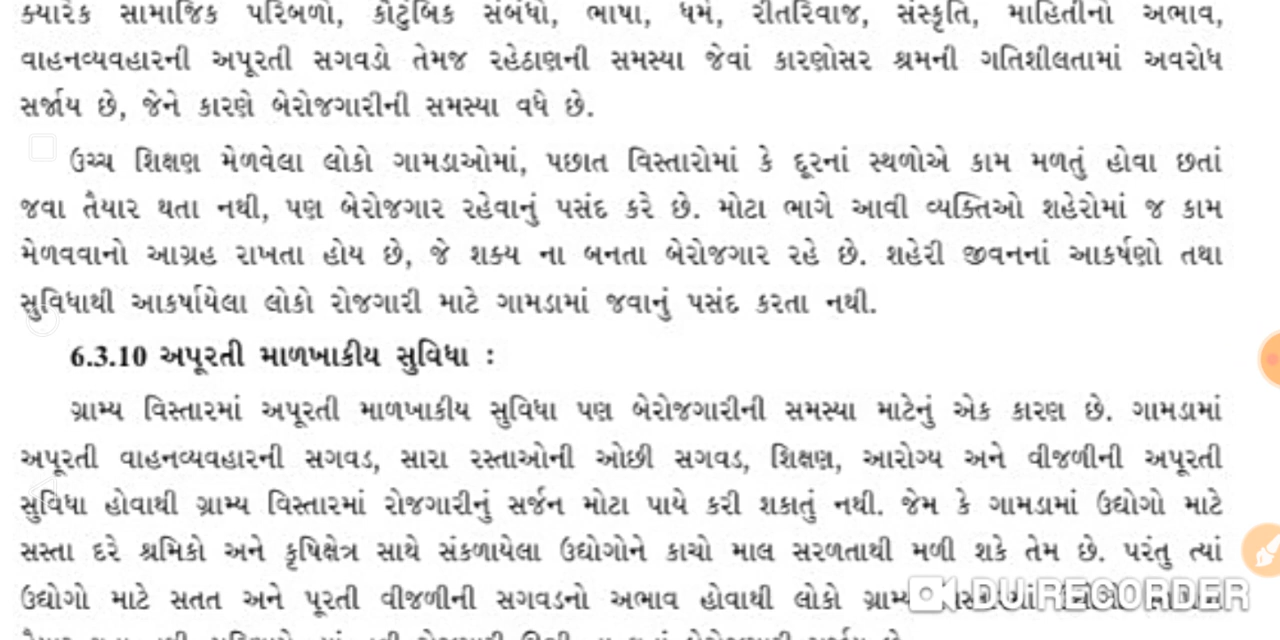 ક્યારેક સામાજિક પરિબળો, કૌટુંબિક સંબંધો, ભાષા, ધર્મ, રીતરિવાજ, સંસ્કૃતિ, માહિતીનો અભાવ,
વાહનવ્યવહારની અપૂરતી સગવડો તેમજ રહેઠાણની સમસ્યા જેવાં કારણોસર શ્રમની ગતિશીલતામાં અવરોધ
સર્જાય છે, જેને કારણે બેરોજગારીની સમસ્યા વધે છે.
ઉચ્ચ શિક્ષણ મેળવેલા લોકો ગામડાઓમાં, પછાત વિસ્તારોમાં કે દૂરનાં સ્થળોએ કામ મળતું હોવા છતાં
જવા તૈયાર થતા નથી, પણ બેરોજગાર રહેવાનું પસંદ કરે છે. મોટા ભાગે આવી વ્યક્તિઓ શહેરોમાં જ કામ
મેળવવાનો આગ્રહ રાખતા હોય છે, જે શક્ય ના બનતા બેરોજગાર રહે છે. શહેરી જીવનનાં આકર્ષણો તથા
સુવિધાથી આકર્ષાયેલા લોકો રોજગારી માટે ગામડામાં જવાનું પસંદ કરતા નથી.
6.3.10 અપૂરતી માળખાકીય સુવિધા :
ગ્રામ્ય વિસ્તારમાં અપૂરતી માળખાકીય સુવિધા પણ બેરોજગારીની સમસ્યા માટેનું એક કારણ છે. ગામડામાં
અપૂરતી વાહનવ્યવહારની સગવડ, સારા રસ્તાઓની ઓછી સગવડ, શિક્ષણ, આરોગ્ય અને વીજળીની અપૂરતી
સુવિધા હોવાથી ગ્રામ્ય વિસ્તારમાં રોજગારીનું સર્જન મોટા પાયે કરી શકાતું નથી. જેમ કે ગામડામાં ઉદ્યોગો માટે
સસ્તા દરે શ્રમિકો અને કૃષિક્ષેત્ર સાથે સંકળાયેલા ઉદ્યોગોને કાચો માલ સરળતાથી મળી શકે તેમ છે. પરંતુ ત્યાં
ઉદ્યોગો માટે સતત અને પૂરતી વીજળીની સગવડનો અભાવ હોવાથી લોકો ગ્રામ્ય
DU RECORDER